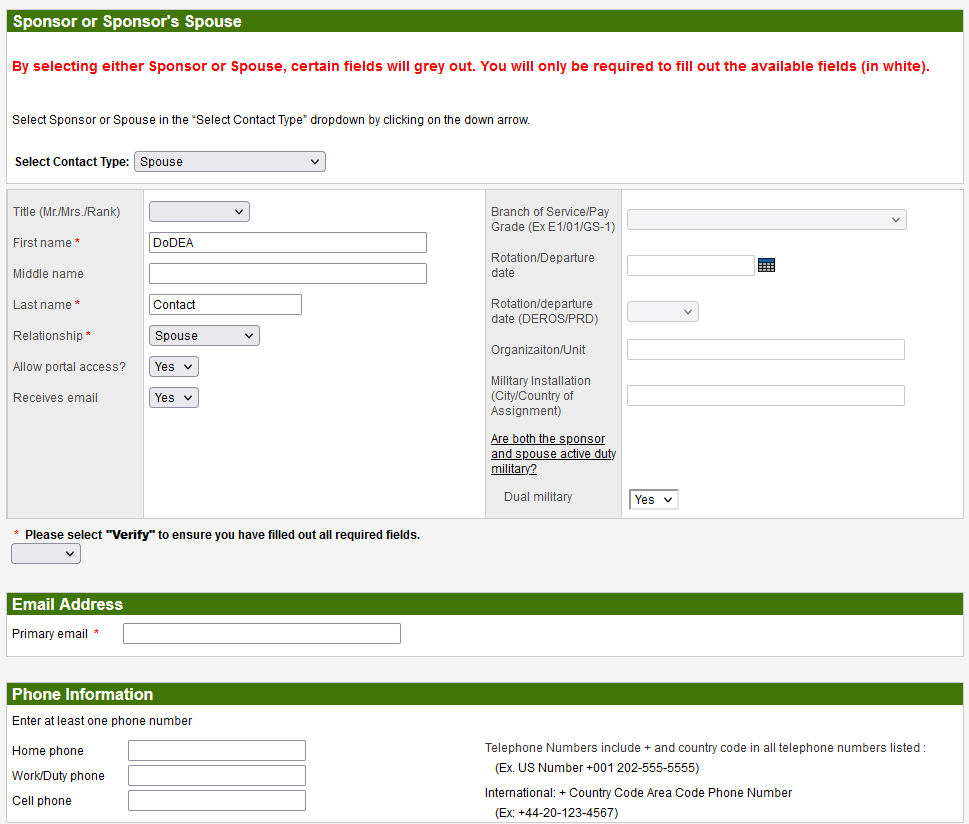 Sponsor or Sponsor's Spouse
By selecting either Sponsor or Spouse, certain fields will grey out. You will only be required to fill out the available fields (in white).
Select Sponsor or Spouse in the “Select Contact Type” dropdown by clicking on the down arrow.
Select Contact Type: Spouse
Title (Mr./Mrs./Rank)
First name * DoDEA
Middle name
Last name * Contact
Relationship * Spouse
Allow portal access? Yes
Receives email Yes
Branch of Service/Pay
Grade (Ex E1/01/GS-1)
Rotation/Departure
date
Rotation/departure
date (DEROS/PRD)
Organizaiton/Unit
Military Installation
(City/Country of
Assignment)
Are both the sponsor
and spouse active duty
military?
Dual military Yes
* Please select "Verify" to ensure you have filled out all required fields.
Email Address
Primary email *
Phone Information
Enter at least one phone number
Home phone
Work/Duty phone
Cell phone
Telephone Numbers include + and country code in all telephone numbers listed :
(Ex. US Number +001 202-555-5555)
International: + Country Code Area Code Phone Number
(Ex: +44-20-123-4567)